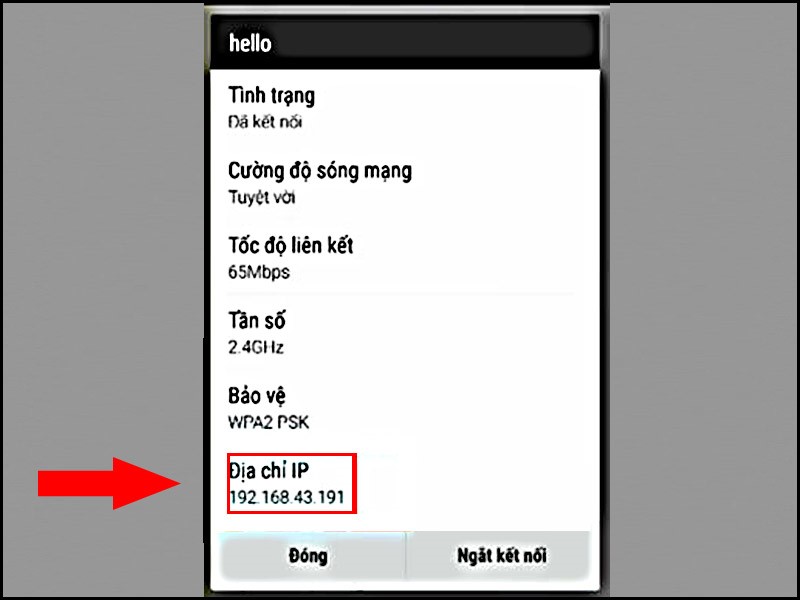 hello
Tình trạng
Đã kết nối
Cường độ sóng mạng
Tuyệt vời
Tốc độ liên kết
65Mbps
Tần số
2.4GHz
Bảo vệ
WPA2 PSK
Địa chỉ IP
192.168.43.191
Đóng
Ngắt kết nối